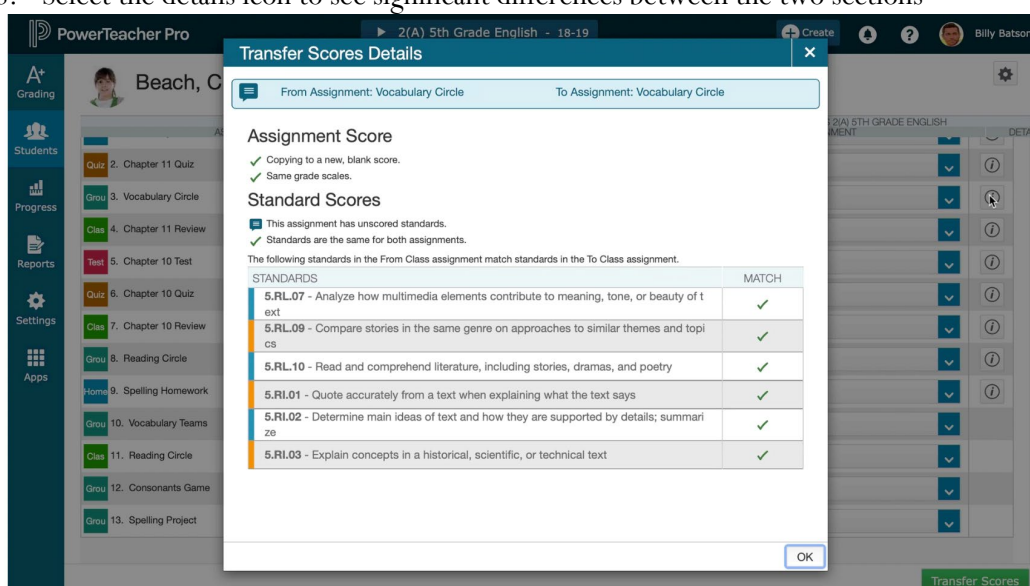 Select the details icon to see significant differences between the two sections
PowerTeacher Pro
2(A) 5th Grade English - 18-19
Create
Billy Batson
Transfer Scores Details
From Assignment: Vocabulary Circle To Assignment: Vocabulary Circle
Assignment Score
Copying to a new, blank score.
Same grade scales.
Standard Scores
This assignment has unscored standards.
Standards are the same for both assignments.
The following standards in the From Class assignment match standards in the To Class assignment.
STANDARDS MATCH
5.RL.07 - Analyze how multimedia elements contribute to meaning, tone, or beauty of t
ext
5.RL.09 - Compare stories in the same genre on approaches to similar themes and topi
cs
5.RL.10 - Read and comprehend literature, including stories, dramas, and poetry
5.RI.01 - Quote accurately from a text when explaining what the text says
5.RI.02 - Determine main ideas of text and how they are supported by details; summari
ze
5.RI.03 - Explain concepts in a historical, scientific, or technical text
OK
A+
Grading
Students
Progress
Reports
Settings
Apps
Beach, C
2(A) 5TH GRADE ENGLISH
Quiz 2. Chapter 11 Quiz
Grou 3. Vocabulary Circle
Clas 4. Chapter 11 Review
Test 5. Chapter 10 Test
Quiz 6. Chapter 10 Quiz
Clas 7. Chapter 10 Review
Grou 8. Reading Circle
Home 9. Spelling Homework
Grou 10. Vocabulary Teams
Clas 11. Reading Circle
Grou 12. Consonants Game
Grou 13. Spelling Project
Transfer Scores